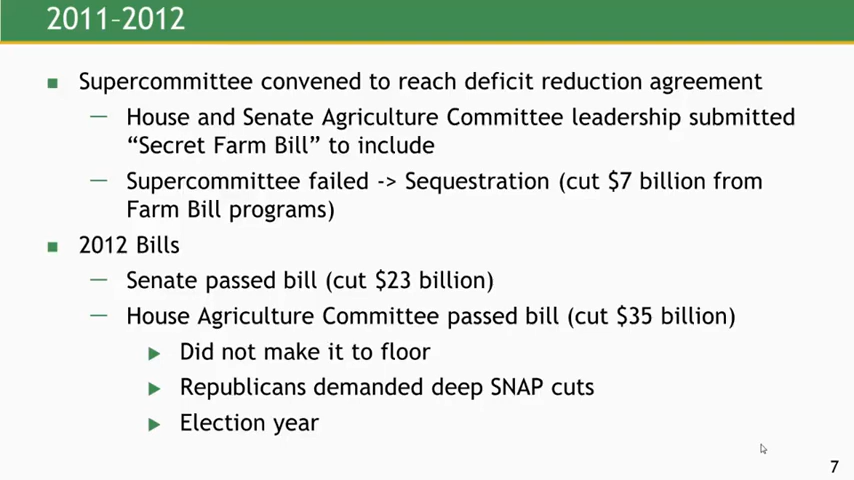 2011–2012
Supercommittee convened to reach deficit reduction agreement
— House and Senate Agriculture Committee leadership submitted
“Secret Farm Bill” to include
— Supercommittee failed -> Sequestration (cut $7 billion from
Farm Bill programs)
2012 Bills
— Senate passed bill (cut $23 billion)
— House Agriculture Committee passed bill (cut $35 billion)
Did not make it to floor
Republicans demanded deep SNAP cuts
Election year
7